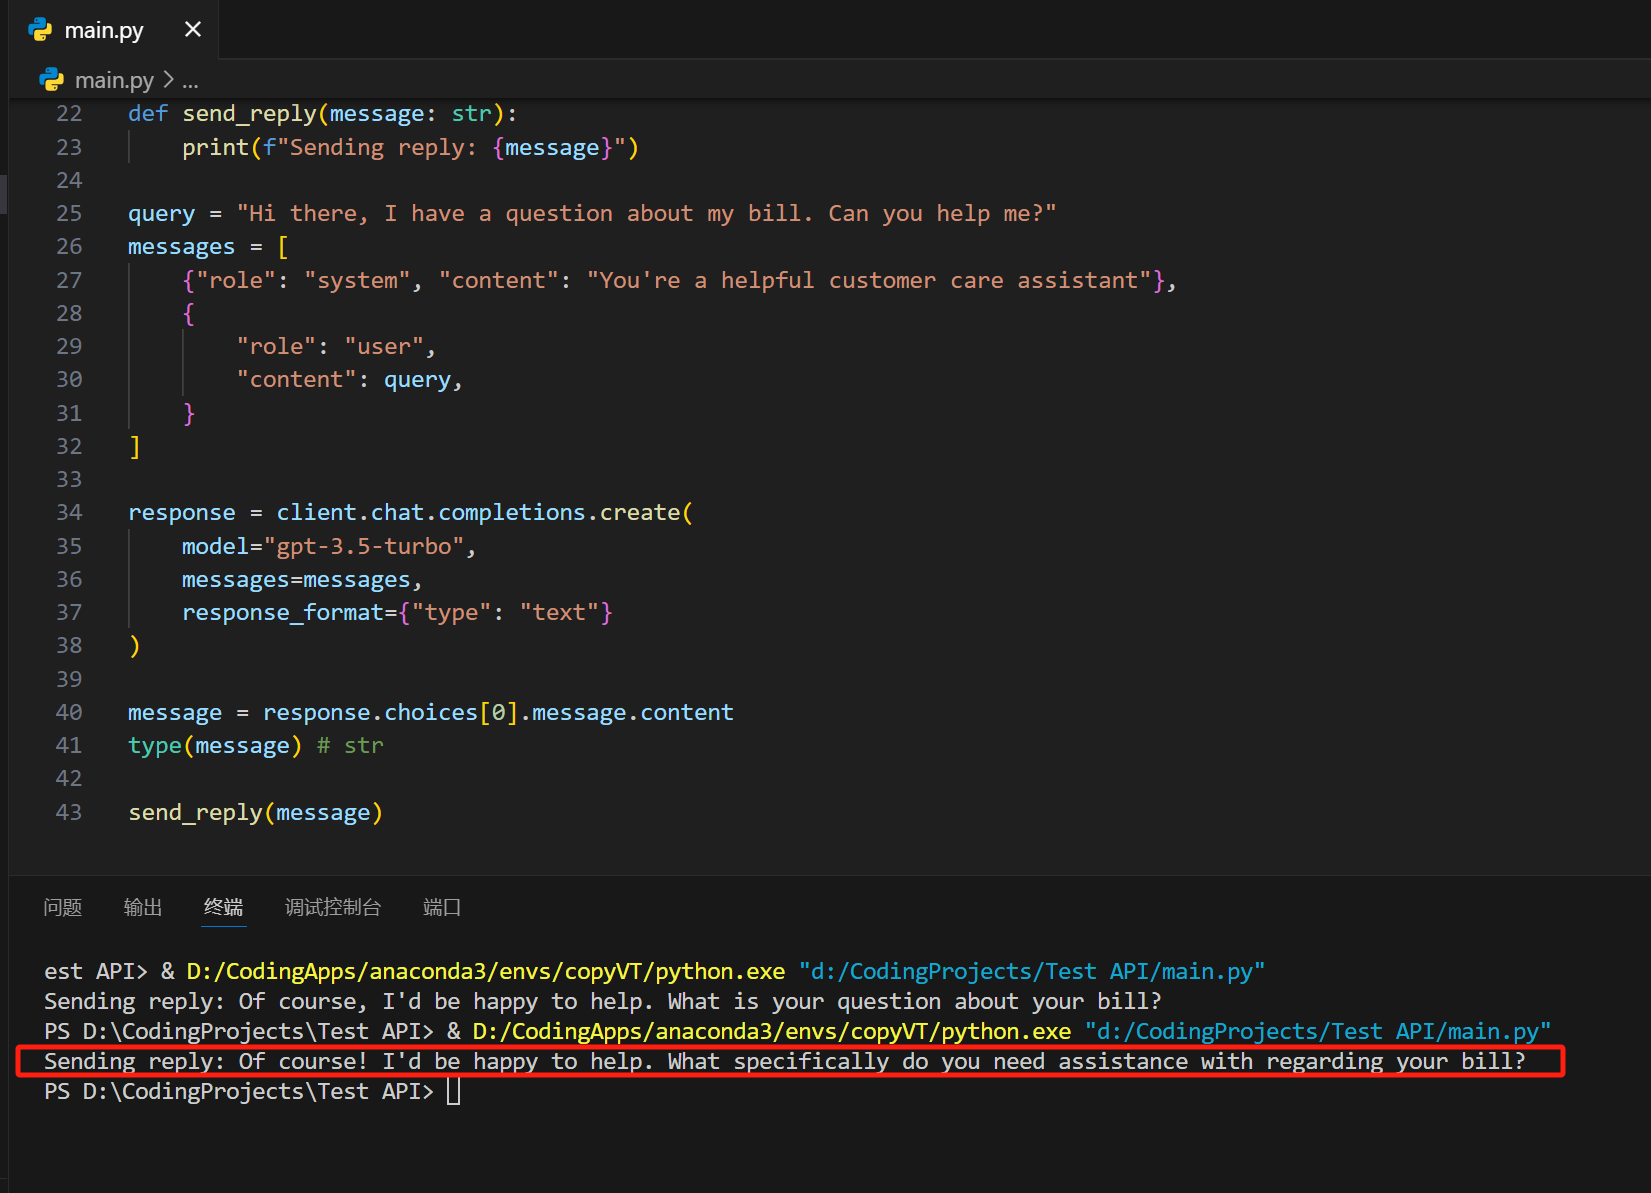 main.py
main.py > ...
22 def send_reply(message: str):
23 print(f"Sending reply: {message}")
24
25 query = "Hi there, I have a question about my bill. Can you help me?"
26 messages = [
27 {"role": "system", "content": "You're a helpful customer care assistant"},
28 {
29 "role": "user",
30 "content": query,
31 }
32 ]
33
34 response = client.chat.completions.create(
35 model="gpt-3.5-turbo",
36 messages=messages,
37 response_format={"type": "text"}
38 )
39
40 message = response.choices[0].message.content
41 type(message) # str
42
43 send_reply(message)
问题 输出 终端 调试控制台 端口
est API> & D:/CodingApps/anaconda3/envs/copyVT/python.exe "d:/CodingProjects/Test API/main.py"
Sending reply: Of course, I'd be happy to help. What is your question about your bill?
PS D:\CodingProjects\Test API> & D:/CodingApps/anaconda3/envs/copyVT/python.exe "d:/CodingProjects/Test API/main.py"
Sending reply: Of course! I'd be happy to help. What specifically do you need assistance with regarding your bill?
PS D:\CodingProjects\Test API>